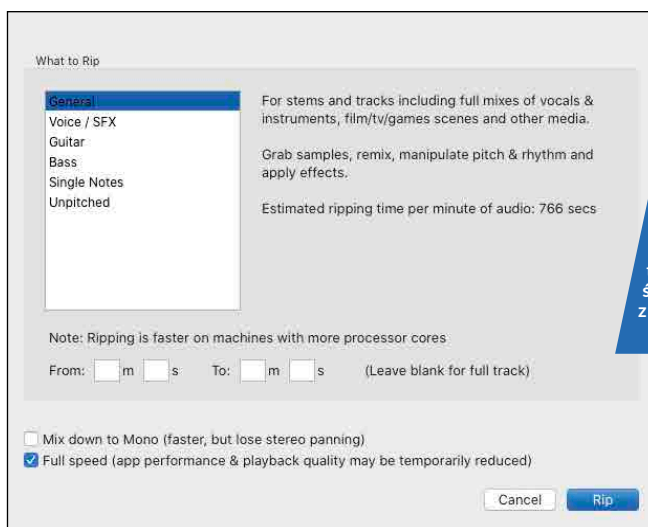 What to Rip
General
Voice / SFX
Guitar
Bass
Single Notes
Unpitched
For stems and tracks including full mixes of vocals &
instruments, film/tv/games scenes and other media.
Grab samples, remix, manipulate pitch & rhythm and
apply effects.
Estimated ripping time per minute of audio: 766 secs
Note: Ripping is faster on machines with more processor cores
From: m s To: m s (Leave blank for full track)
Mix down to Mono (faster, but lose stereo panning)
Full speed (app performance & playback quality may be temporarily reduced)
Cancel Rip